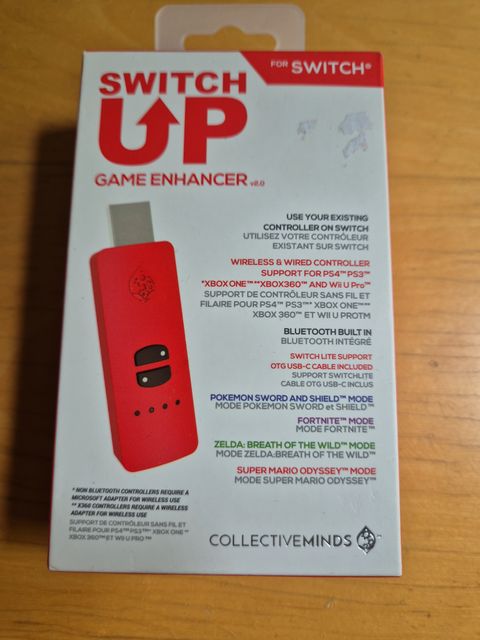 FOR SWITCH®
SWITCH
UP
GAME ENHANCER v2.0
USE YOUR EXISTING
CONTROLLER ON SWITCH
UTILISEZ VOTRE CONTRÔLEUR
EXISTANT SUR SWITCH
WIRELESS & WIRED CONTROLLER
SUPPORT FOR PS4™ PS3™
*XBOX ONE™ **XBOX360™ AND Wii U Pro™
SUPPORT DE CONTRÔLEUR SANS FIL ET
FILAIRE POUR PS4™ PS3™* XBOX ONE™**
XBOX 360™ ET WII U PROTM
BLUETOOTH BUILT IN
BLUETOOTH INTÉGRÉ
SWITCH LITE SUPPORT
OTG USB-C CABLE INCLUDED
SUPPORT SWITCHLITE
CABLE OTG USB-C INCLUS
POKEMON SWORD AND SHIELD™ MODE
MODE POKEMON SWORD et SHIELD™
FORTNITE™ MODE
MODE FORTNITE™
ZELDA: BREATH OF THE WILD™ MODE
MODE ZELDA:BREATH OF THE WILD™
SUPER MARIO ODYSSEY™ MODE
MODE SUPER MARIO ODYSSEY™
* NON BLUETOOTH CONTROLLERS REQUIRE A
MICROSOFT ADAPTER FOR WIRELESS USE
** X360 CONTROLLERS REQUIRE A WIRELESS
ADAPTER FOR WIRELESS USE
SUPPORT DE CONTRÔLEUR SANS FIL ET
FILAIRE POUR PS4™ PS3™* XBOX ONE™**
XBOX 360™ ET WII U PRO™
COLLECTIVEMINDS™